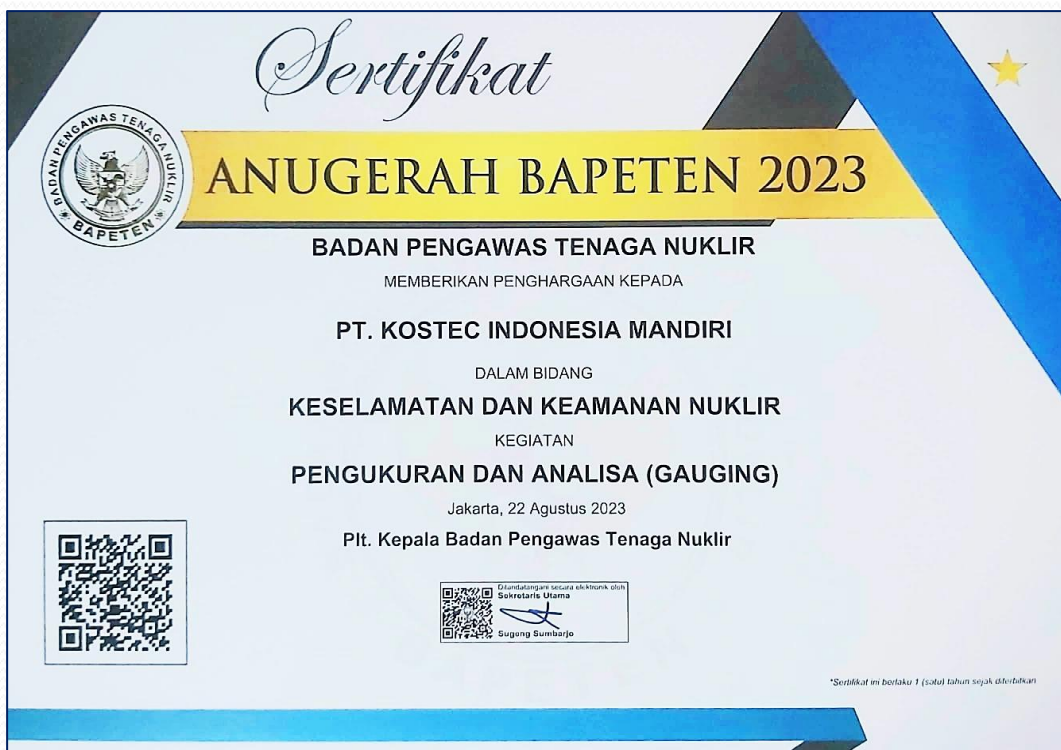 Sertifikat
BADAN PENGAWAS TENAGA NUKLIR
BAPETEN
ANUGERAH BAPETEN 2023
BADAN PENGAWAS TENAGA NUKLIR
MEMBERIKAN PENGHARGAAN KEPADA
PT. KOSTEC INDONESIA MANDIRI
DALAM BIDANG
KESELAMATAN DAN KEAMANAN NUKLIR
KEGIATAN
PENGUKURAN DAN ANALISA (GAUGING)
Jakarta, 22 Agustus 2023
Plt. Kepala Badan Pengawas Tenaga Nuklir
Ditandatangani secara elektronik oleh
Sekretaris Utama
Sugeng Sumbarjo
*Sertifikat ini berlaku 1 (satu) tahun sejak diterbitkan